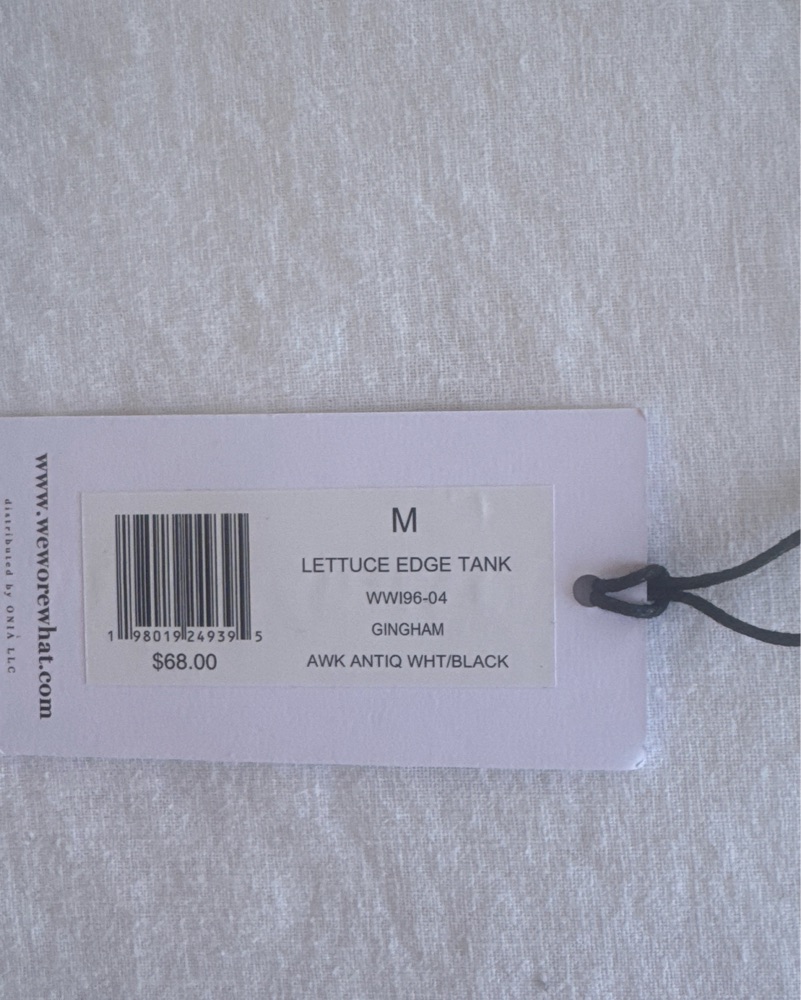 M
LETTUCE EDGE TANK
WWI96-04
GINGHAM
AWK ANTIQ WHT/BLACK
1 98019 24939 5
$68.00
www.weworewhat.com
distributed by ONIA LLC